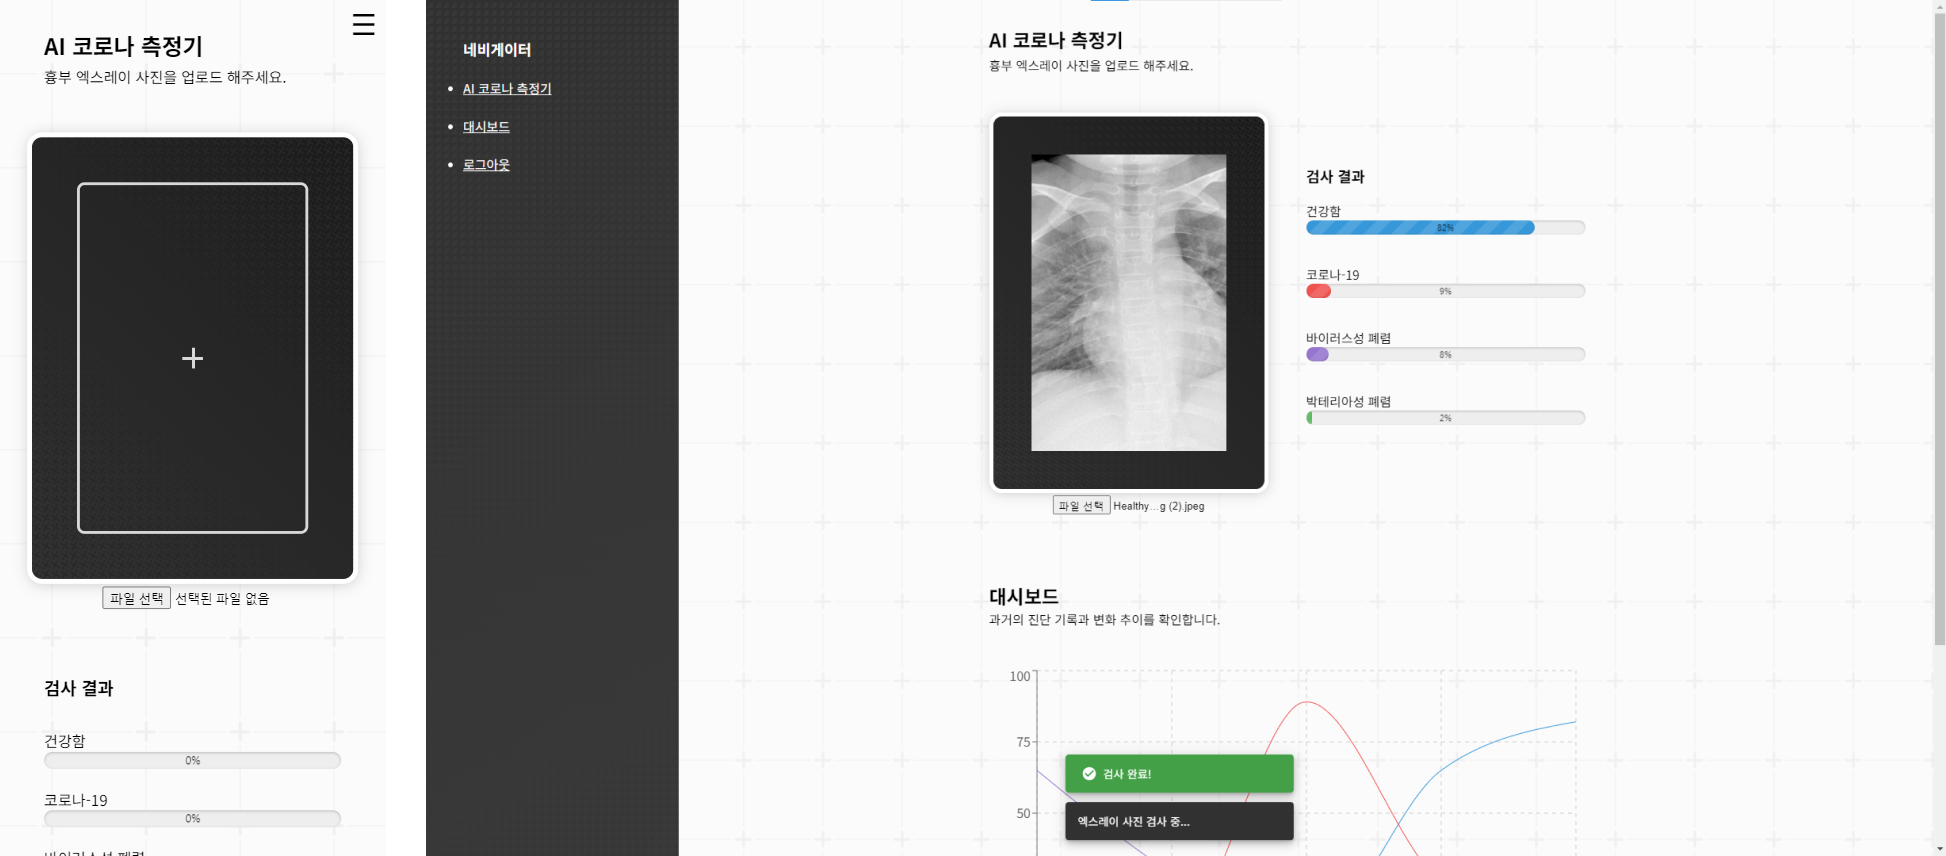 AI 코로나 측정기
흉부 엑스레이 사진을 업로드 해주세요.
파일 선택 선택된 파일 없음
검사 결과
건강함
0%
코로나-19
0%
네비게이터
AI 코로나 측정기
대시보드
로그아웃
AI 코로나 측정기
흉부 엑스레이 사진을 업로드 해주세요.
파일 선택 Healthy...g (2).jpeg
검사 결과
건강함
82%
코로나-19
9%
바이러스성 폐렴
8%
박테리아성 폐렴
2%
대시보드
과거의 진단 기록과 변화 추이를 확인합니다.
100
75
50
검사 완료!
엑스레이 사진 검사 중...